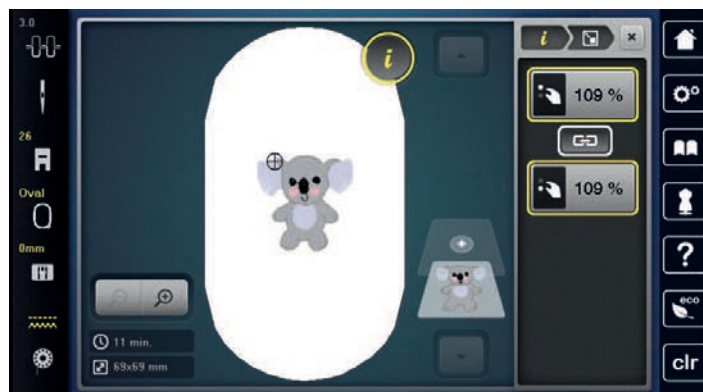 3.0
26
Oval
0mm
i
11 min.
69x69 mm
i
109 %
109 %
?
eco
clr